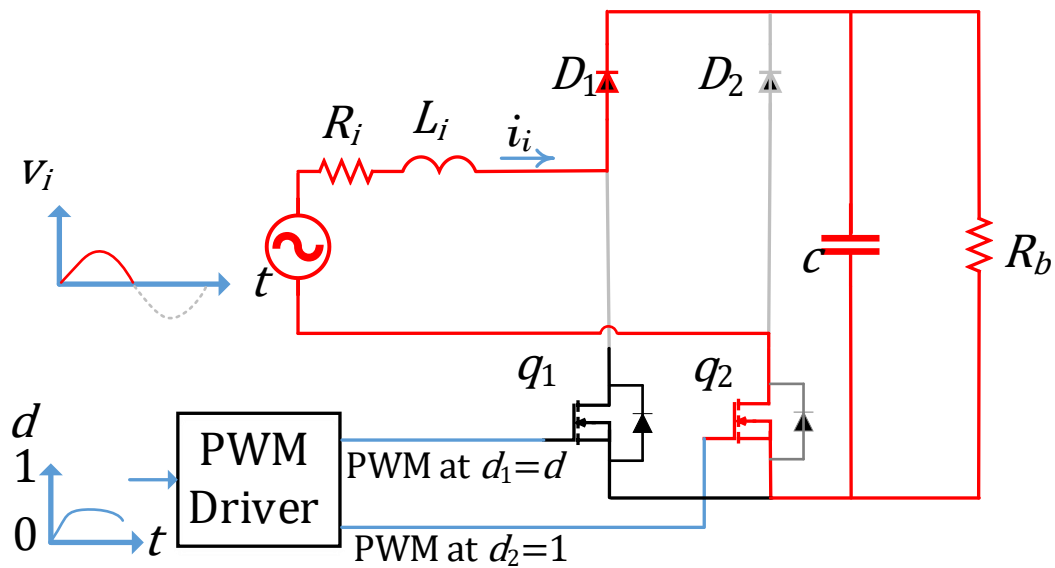 D₁
D₂
Rᵢ
Lᵢ
iᵢ
vᵢ
t
c
R_b
q₁
q₂
d
1
0
t
PWM
Driver
PWM at d₁=d
PWM at d₂=1